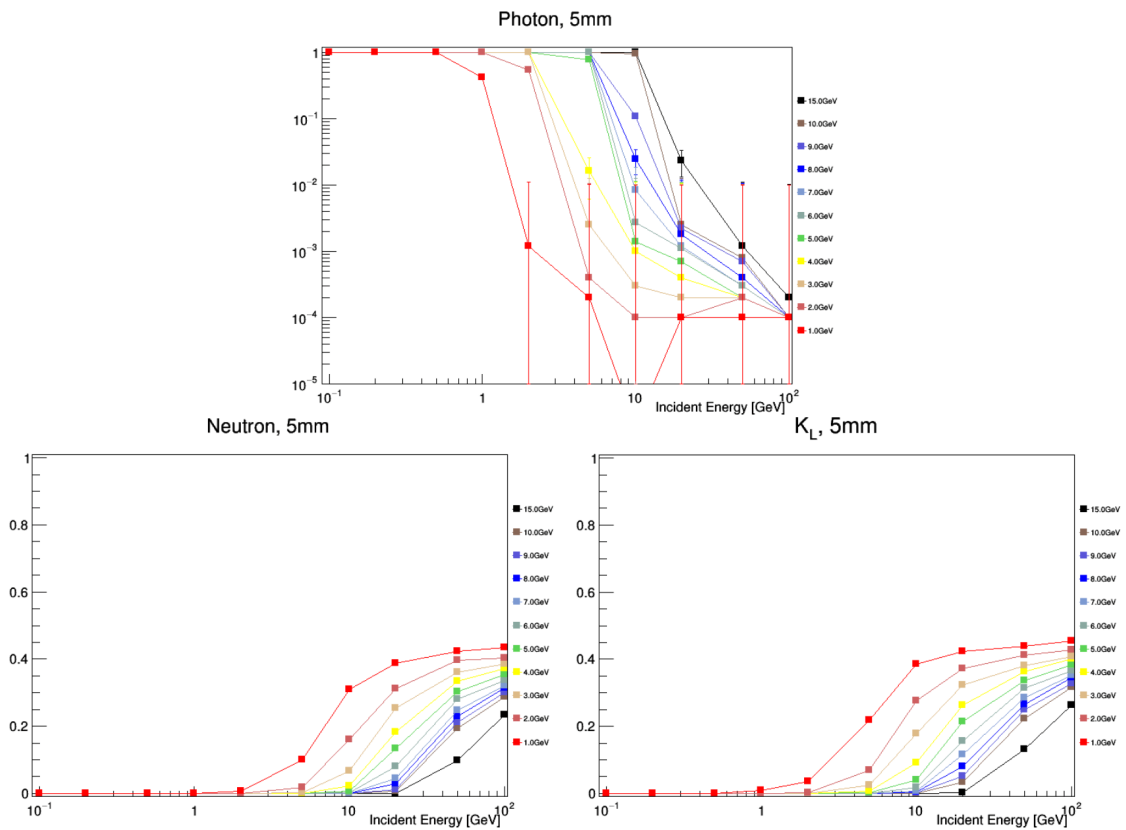 Photon, 5mm
1
10⁻¹
10⁻²
10⁻³
10⁻⁴
10⁻⁵
10⁻¹ 1 10 10²
Incident Energy [GeV]
15.0GeV
10.0GeV
9.0GeV
8.0GeV
7.0GeV
6.0GeV
5.0GeV
4.0GeV
3.0GeV
2.0GeV
1.0GeV
Neutron, 5mm
1
0.8
0.6
0.4
0.2
0
10⁻¹ 1 10 10²
Incident Energy [GeV]
15.0GeV
10.0GeV
9.0GeV
8.0GeV
7.0GeV
6.0GeV
5.0GeV
4.0GeV
3.0GeV
2.0GeV
1.0GeV
K_L, 5mm
1
0.8
0.6
0.4
0.2
0
10⁻¹ 1 10 10²
Incident Energy [GeV]
15.0GeV
10.0GeV
9.0GeV
8.0GeV
7.0GeV
6.0GeV
5.0GeV
4.0GeV
3.0GeV
2.0GeV
1.0GeV